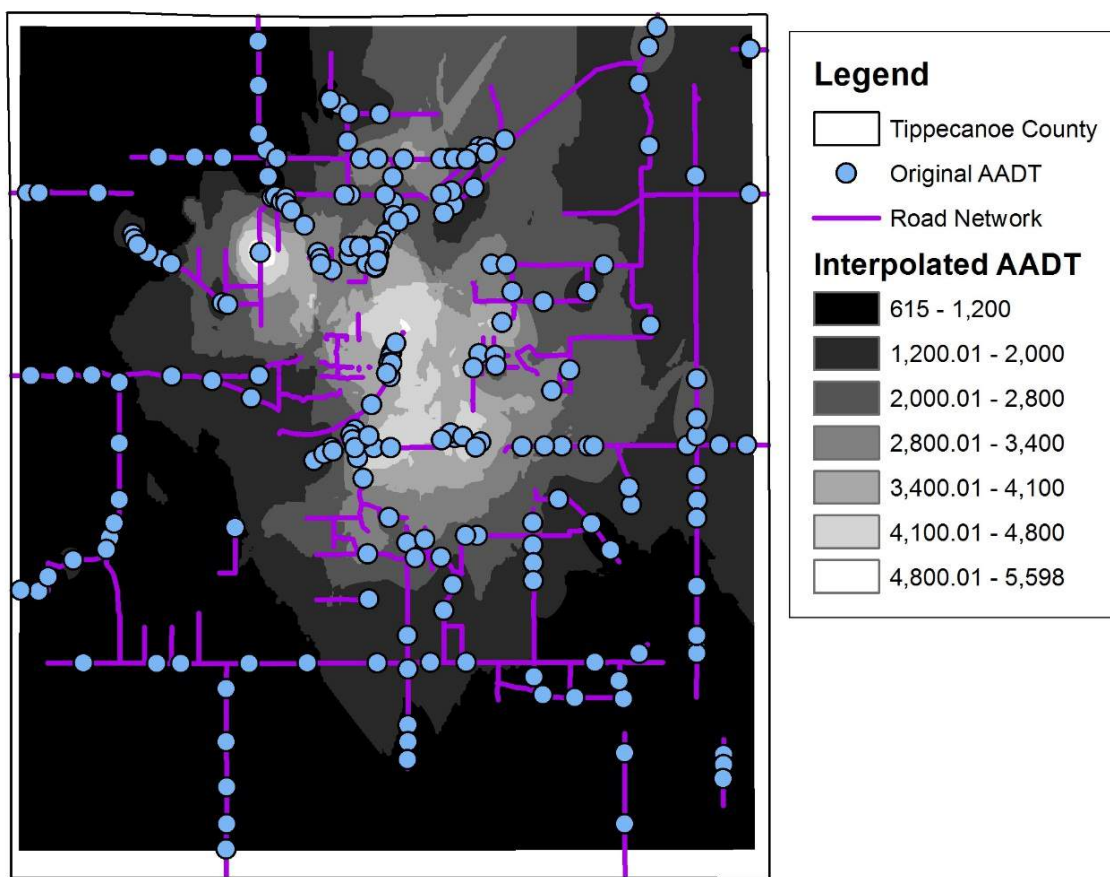 Legend
Tippecanoe County
Original AADT
Road Network
Interpolated AADT
615 - 1,200
1,200.01 - 2,000
2,000.01 - 2,800
2,800.01 - 3,400
3,400.01 - 4,100
4,100.01 - 4,800
4,800.01 - 5,598